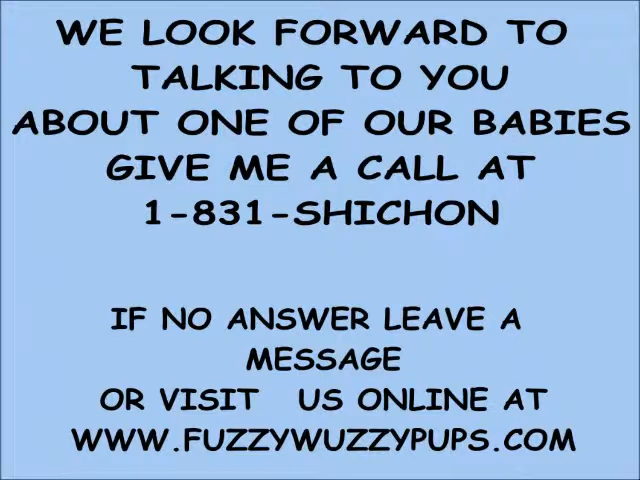 WE LOOK FORWARD TO
TALKING TO YOU
ABOUT ONE OF OUR BABIES
GIVE ME A CALL AT
1-831-SHICHON
IF NO ANSWER LEAVE A
MESSAGE
OR VISIT US ONLINE AT
WWW.FUZZYWUZZYPUPS.COM